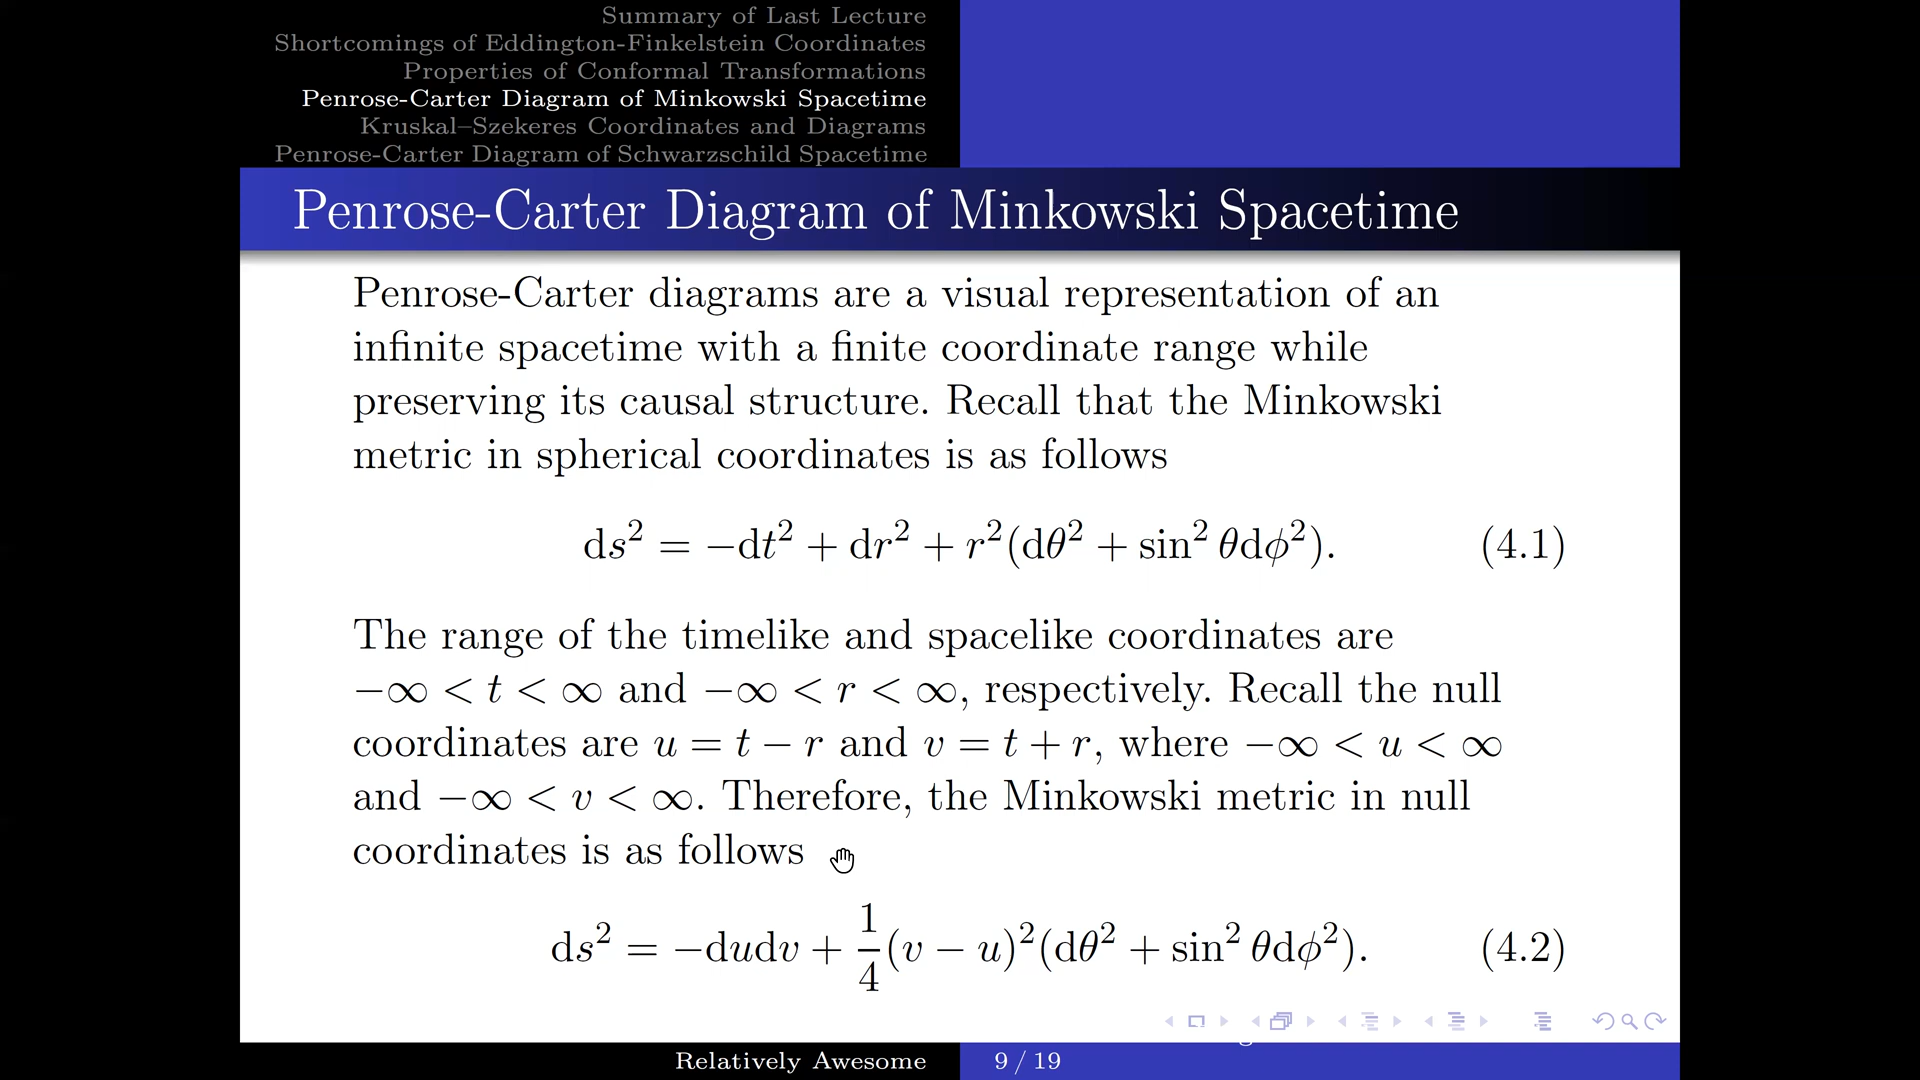 Summary of Last Lecture
Shortcomings of Eddington-Finkelstein Coordinates
Properties of Conformal Transformations
Penrose-Carter Diagram of Minkowski Spacetime
Kruskal–Szekeres Coordinates and Diagrams
Penrose-Carter Diagram of Schwarzschild Spacetime
Penrose-Carter Diagram of Minkowski Spacetime
Penrose-Carter diagrams are a visual representation of an
infinite spacetime with a finite coordinate range while
preserving its causal structure. Recall that the Minkowski
metric in spherical coordinates is as follows
ds² = −dt² + dr² + r²(dθ² + sin² θdϕ²). (4.1)
The range of the timelike and spacelike coordinates are
−∞ < t < ∞ and −∞ < r < ∞, respectively. Recall the null
coordinates are u = t − r and v = t + r, where −∞ < u < ∞
and −∞ < v < ∞. Therefore, the Minkowski metric in null
coordinates is as follows
ds² = −dudv + 1/4 (v − u)²(dθ² + sin² θdϕ²). (4.2)
Relatively Awesome 9 / 19